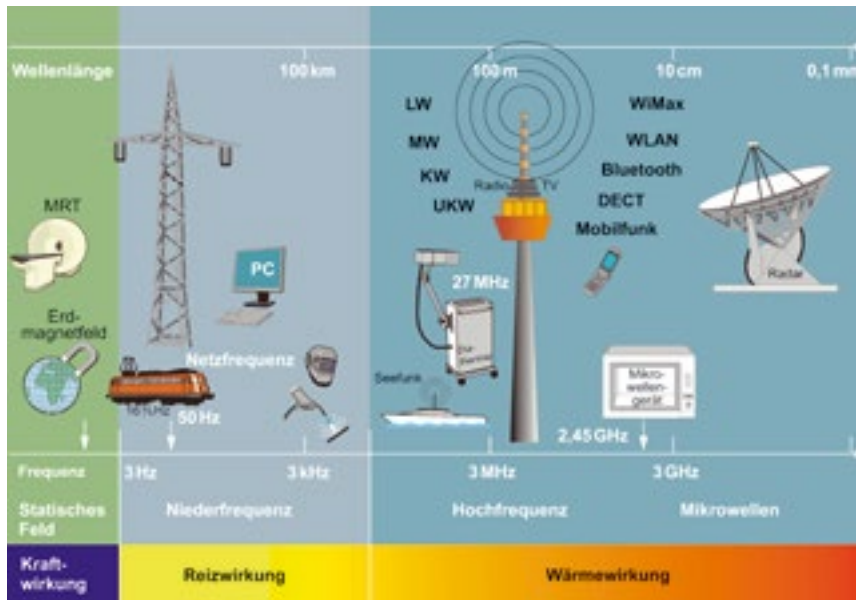 Wellenlänge
100 km
100 m
10 cm
0,1 mm
LW
WiMax
MW
WLAN
KW
Bluetooth
Radio
TV
UKW
DECT
Mobilfunk
MRT
PC
27 MHz
Radar
Erd-
magnetfeld
Netzfrequenz
Seefunk
Mikro-
wellen-
gerät
50 Hz
2,45 GHz
Frequenz
3 Hz
3 kHz
3 MHz
3 GHz
Statisches
Feld
Niederfrequenz
Hochfrequenz
Mikrowellen
Kraft-
wirkung
Reizwirkung
Wärmewirkung